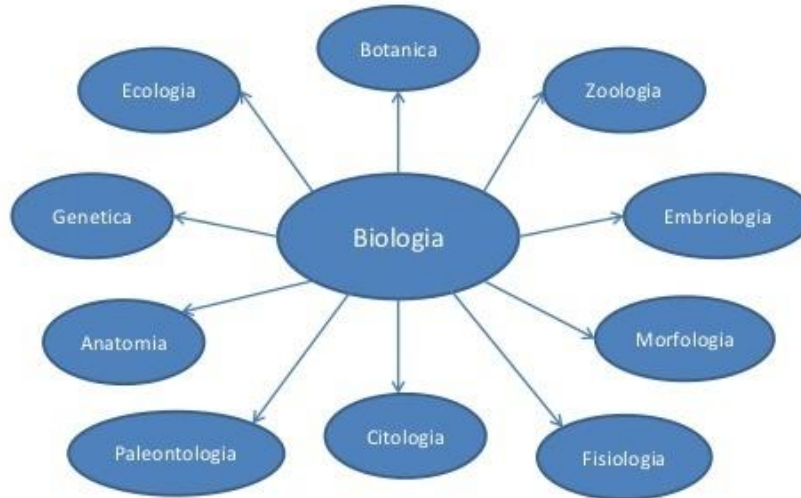 Botanica
Ecologia
Zoologia
Genetica
Biologia
Embriologia
Anatomia
Morfologia
Paleontologia
Citologia
Fisiologia